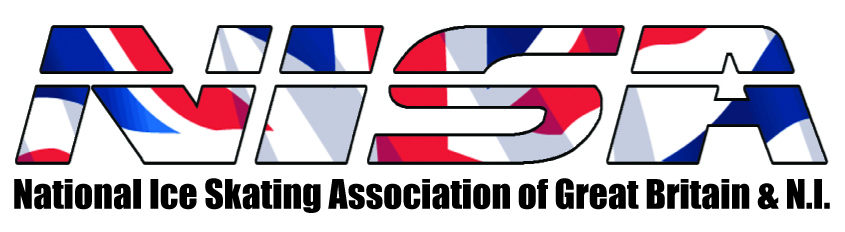 NISA
National Ice Skating Association of Great Britain & N.I.